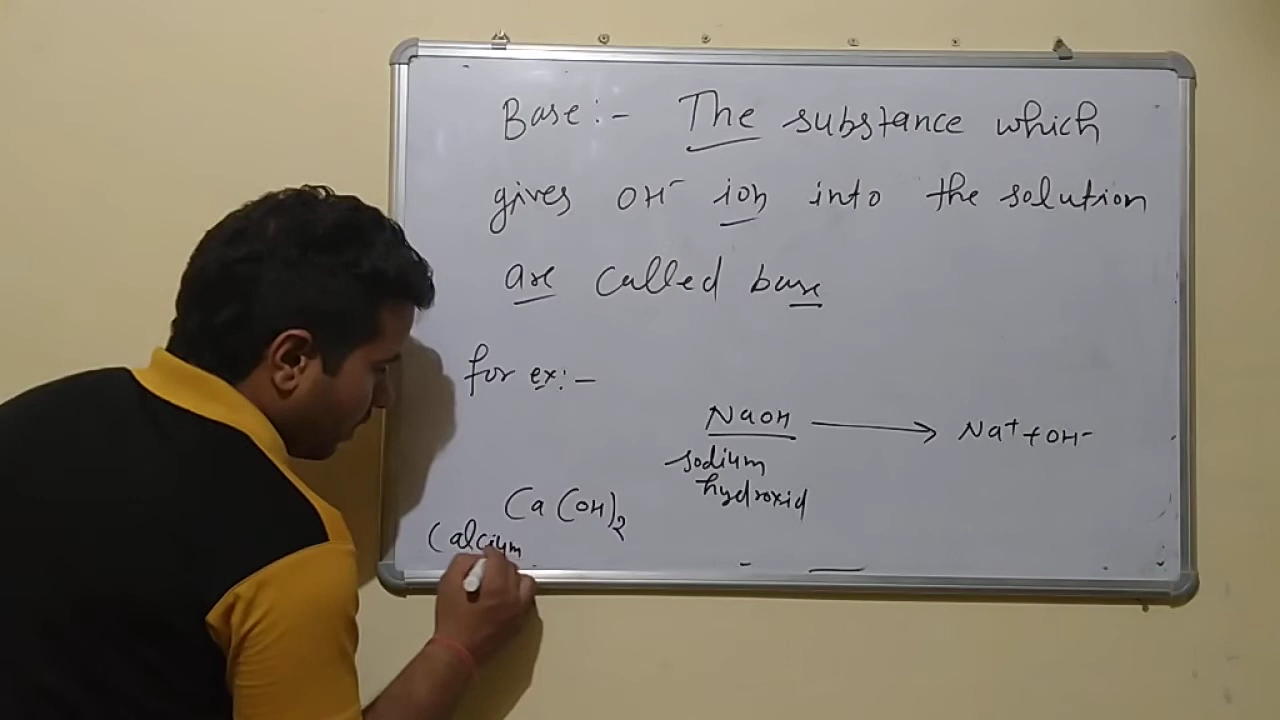 Base :- The substance which
gives OH⁻ ion into the solution
are called base
for ex:-
NaOH ⟶ Na⁺ + OH⁻
sodium
hydroxid
Ca(OH)₂
Calcium